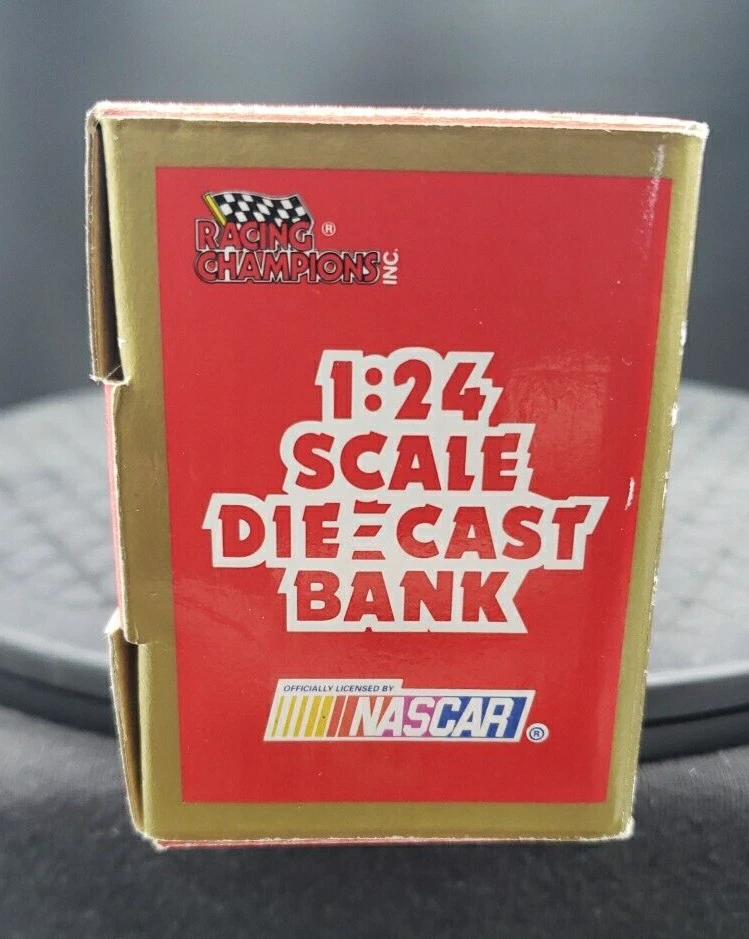 RACING ®
CHAMPIONS INC.
1:24
SCALE
DIE-CAST
BANK
OFFICIALLY LICENSED BY
NASCAR ®